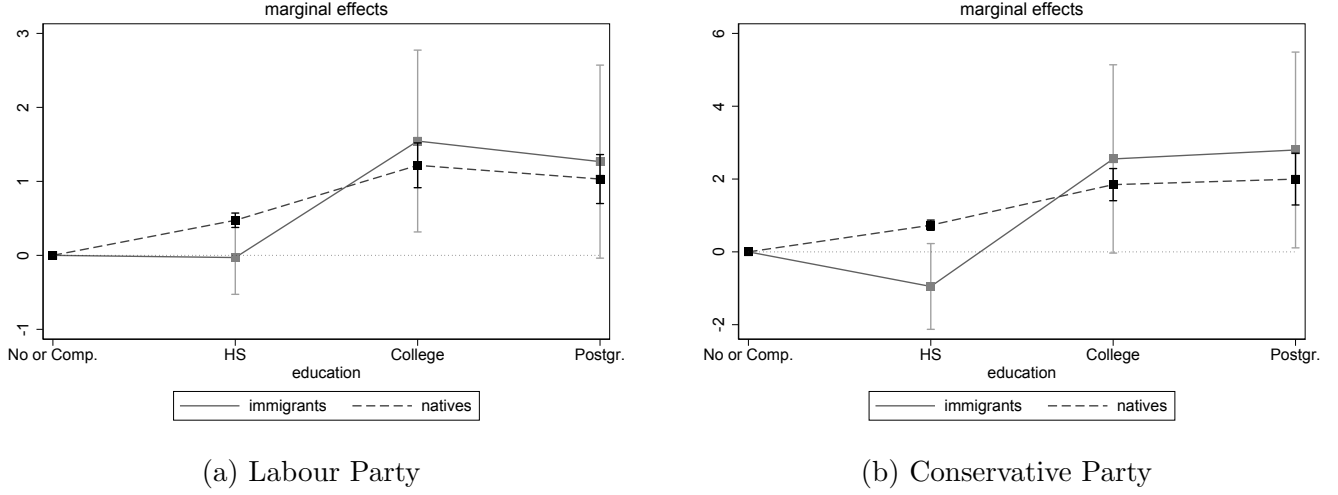 marginal effects
3
2
1
0
-1
No or Comp.
HS
College
Postgr.
education
immigrants
natives
(a) Labour Party
marginal effects
6
4
2
0
-2
No or Comp.
HS
College
Postgr.
education
immigrants
natives
(b) Conservative Party